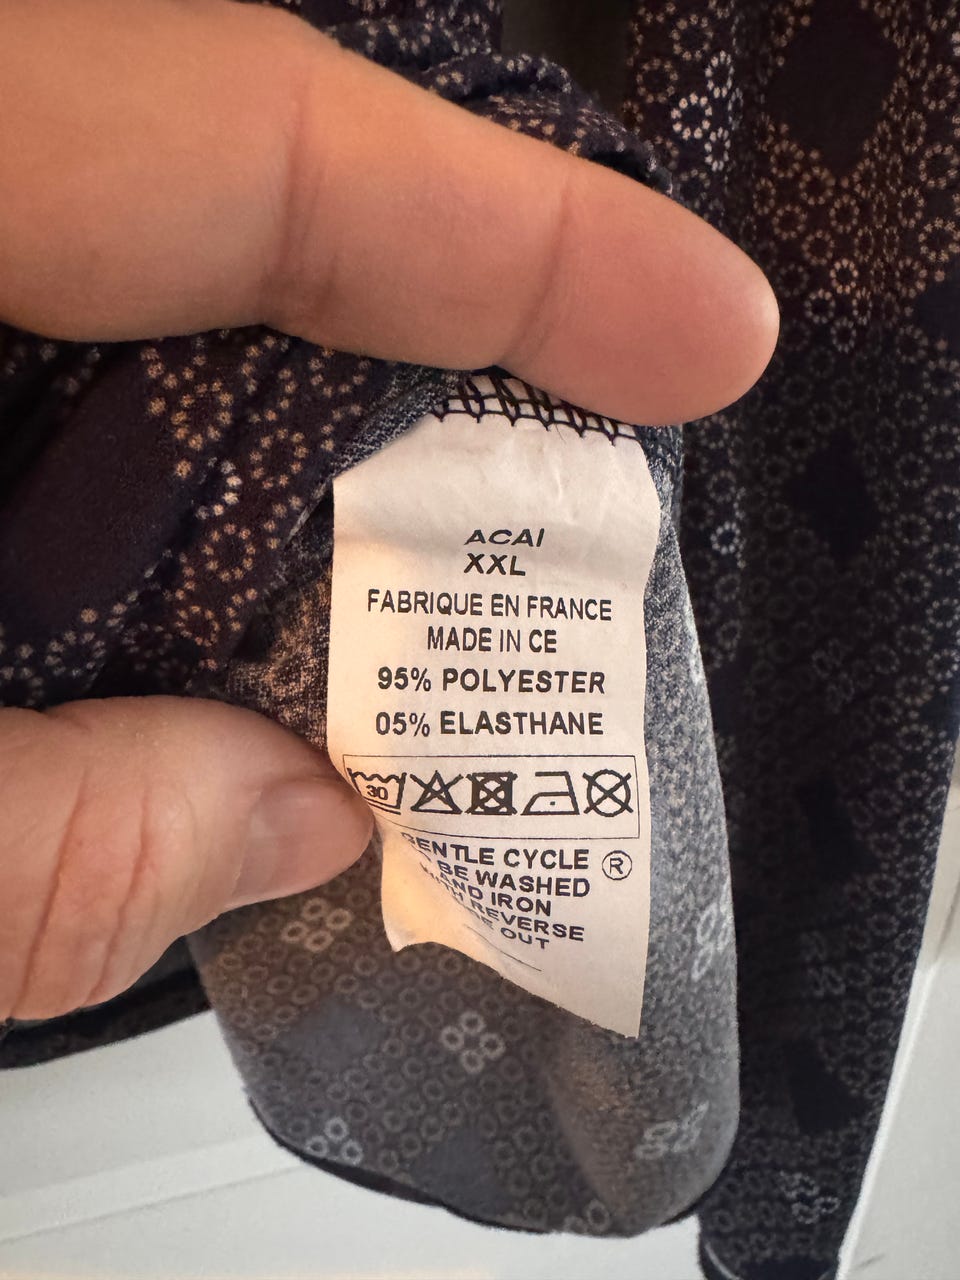 ACAI
XXL
FABRIQUE EN FRANCE
MADE IN CE
95% POLYESTER
05% ELASTHANE
30
GENTLE CYCLE ®
BE WASHED
AND IRON
REVERSE
OUT